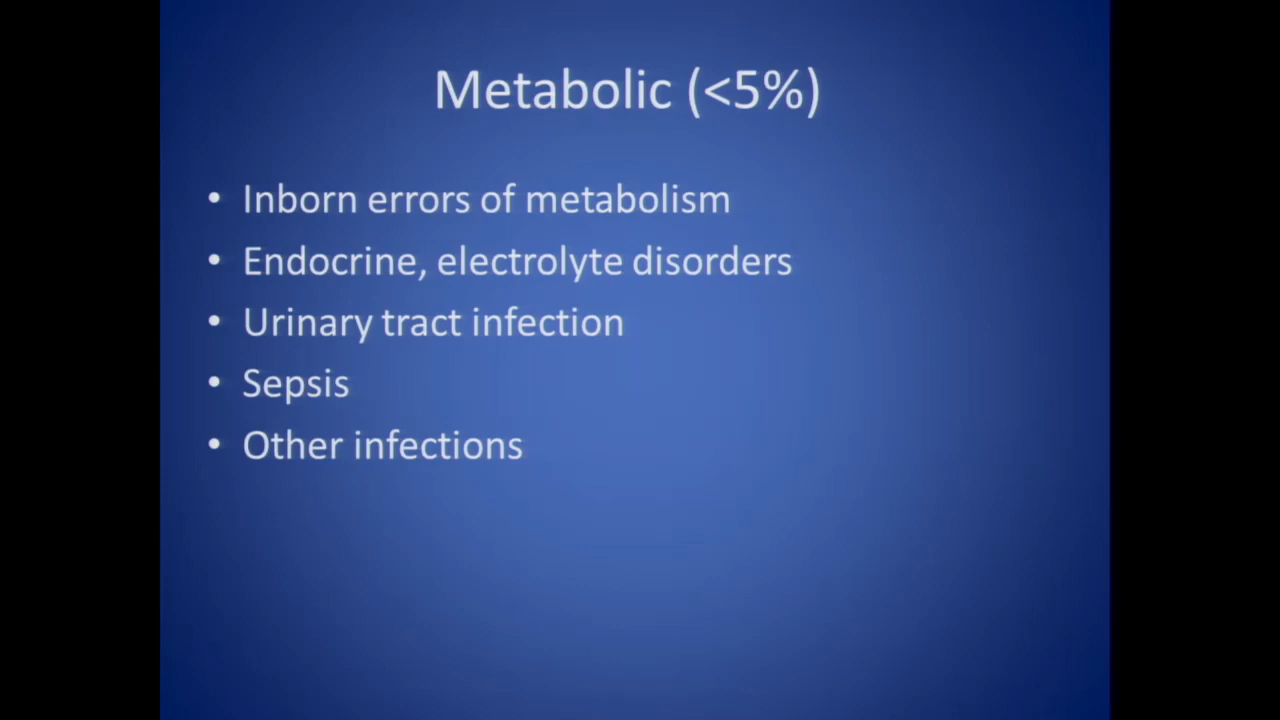 Metabolic (<5%)
• Inborn errors of metabolism
• Endocrine, electrolyte disorders
• Urinary tract infection
• Sepsis
• Other infections